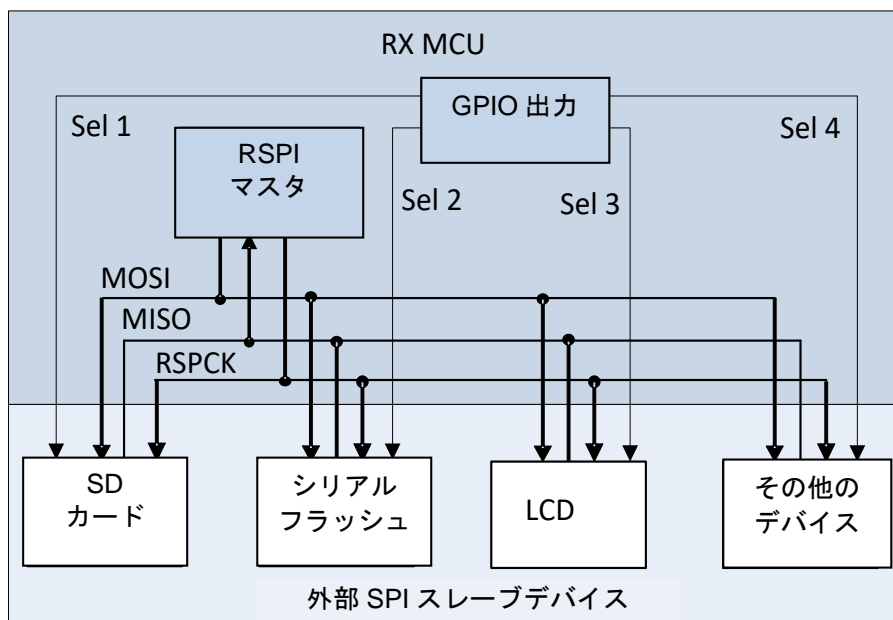 RX MCU
GPIO 出力
Sel 1
Sel 4
RSPI
マスタ
Sel 2
Sel 3
MOSI
MISO
RSPCK
SD
カード
シリアル
フラッシュ
LCD
その他の
デバイス
外部 SPI スレーブデバイス